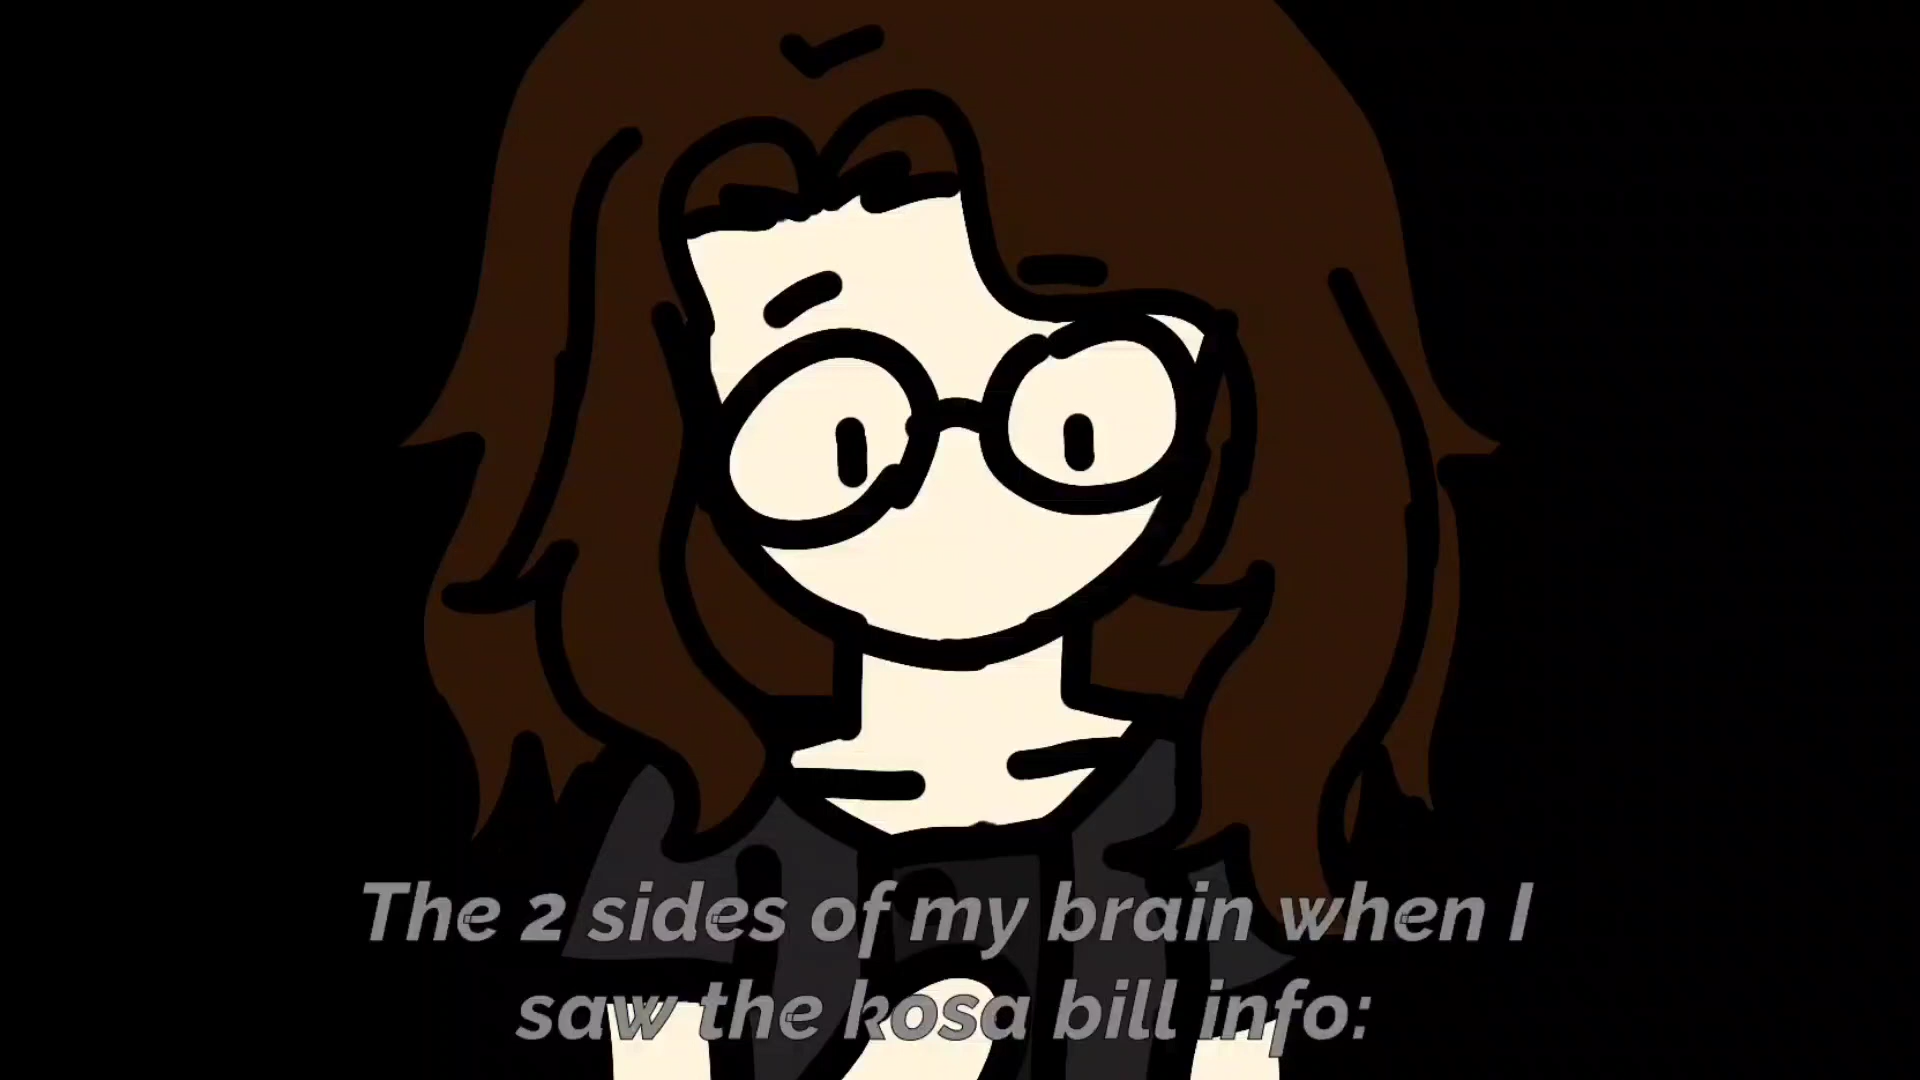 The 2 sides of my brain when I
saw the kosa bill info: